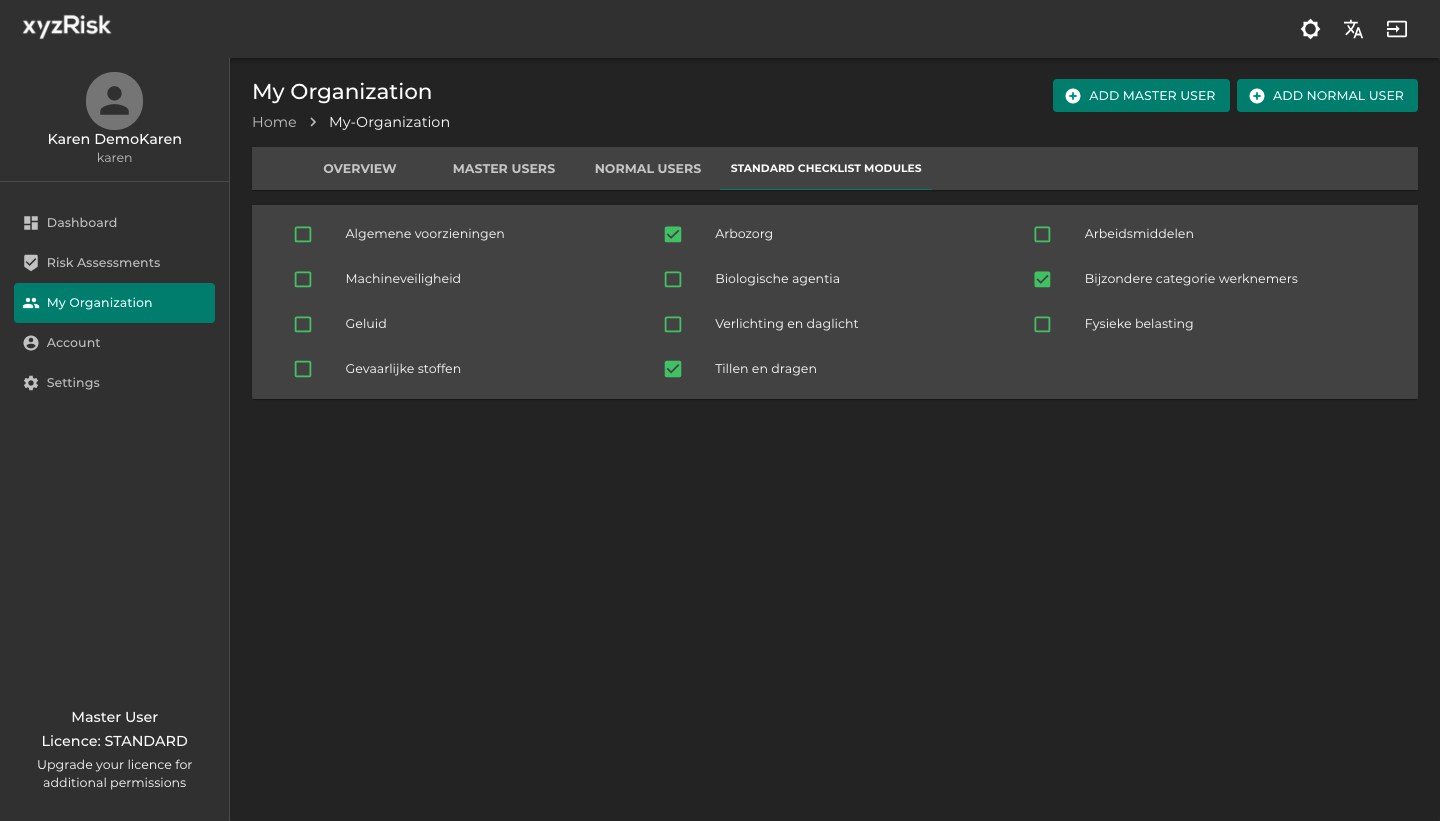 xyzRisk
Karen DemoKaren
karen
Dashboard
Risk Assessments
My Organization
Account
Settings
Master User
Licence: STANDARD
Upgrade your licence for
additional permissions
My Organization
Home > My-Organization
ADD MASTER USER
ADD NORMAL USER
OVERVIEW MASTER USERS NORMAL USERS STANDARD CHECKLIST MODULES
Algemene voorzieningen Arbozorg Arbeidsmiddelen
Machineveiligheid Biologische agentia Bijzondere categorie werknemers
Geluid Verlichting en daglicht Fysieke belasting
Gevaarlijke stoffen Tillen en dragen